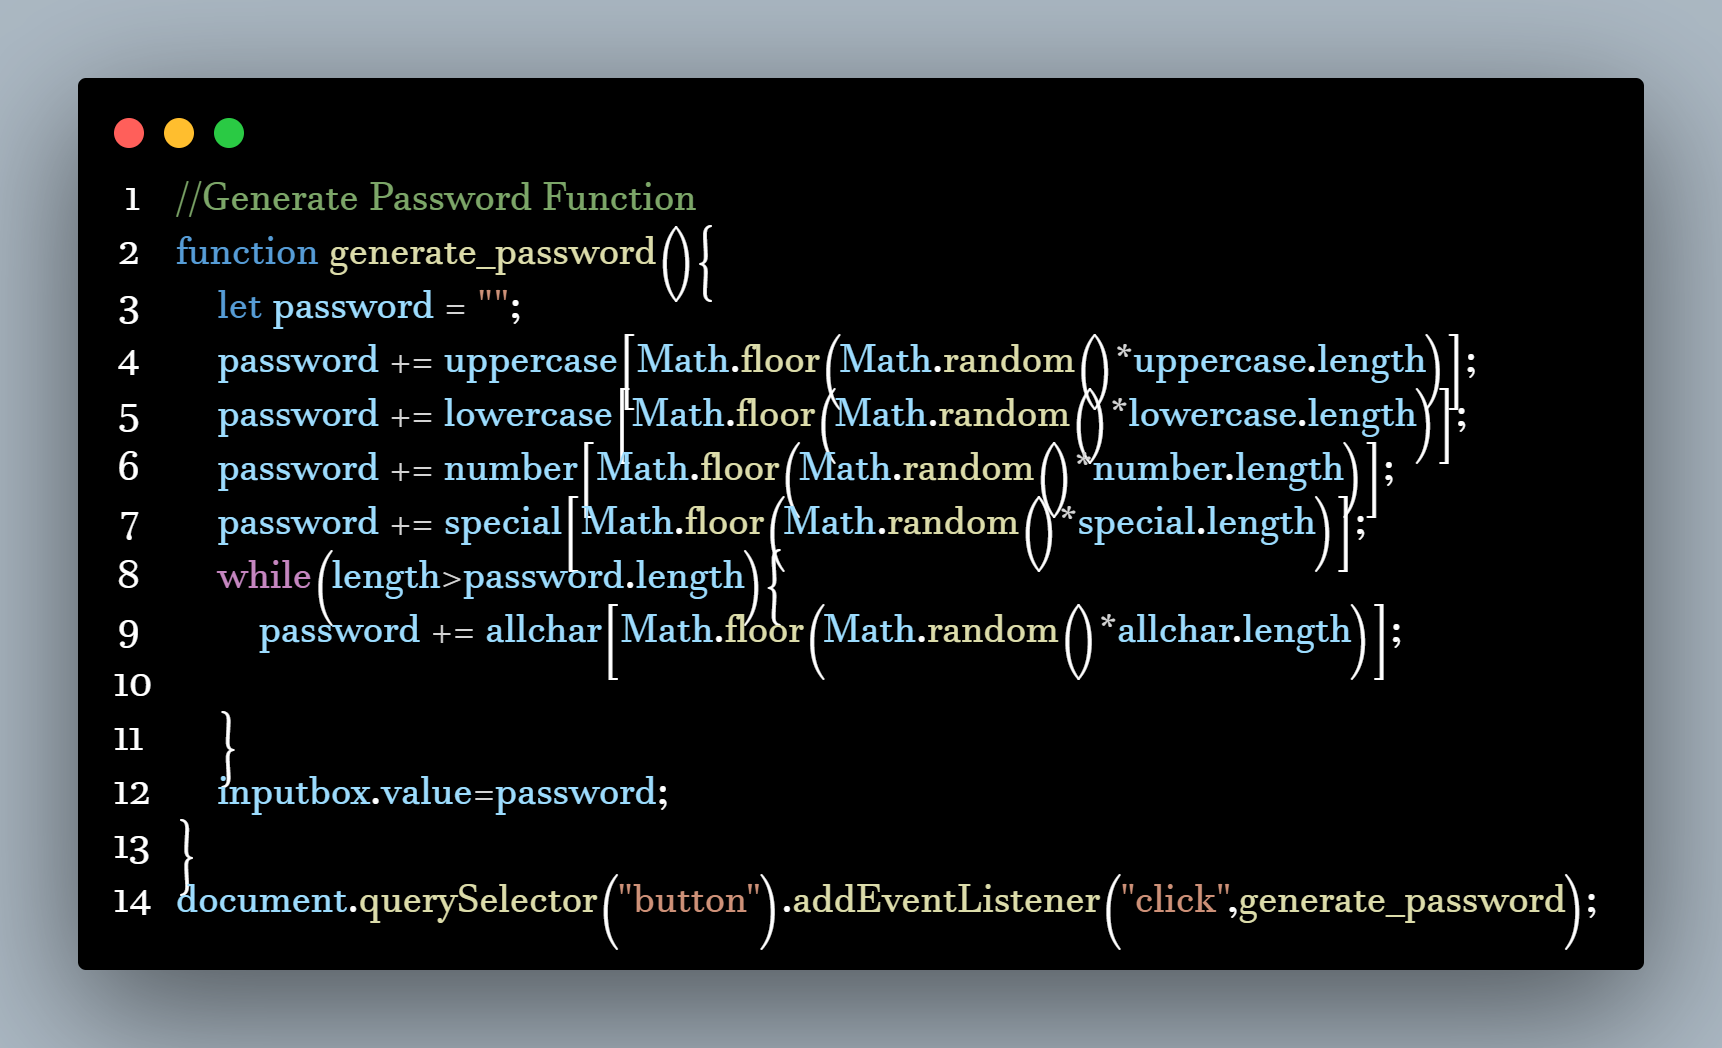 1 //Generate Password Function
2 function generate_password(){
3 let password = "";
4 password += uppercase[Math.floor(Math.random()*uppercase.length)];
5 password += lowercase[Math.floor(Math.random()*lowercase.length)];
6 password += number[Math.floor(Math.random()*number.length)];
7 password += special[Math.floor(Math.random()*special.length)];
8 while(length>password.length){
9 password += allchar[Math.floor(Math.random()*allchar.length)];
10
11 }
12 inputbox.value=password;
13 }
14 document.querySelector("button").addEventListener("click",generate_password);